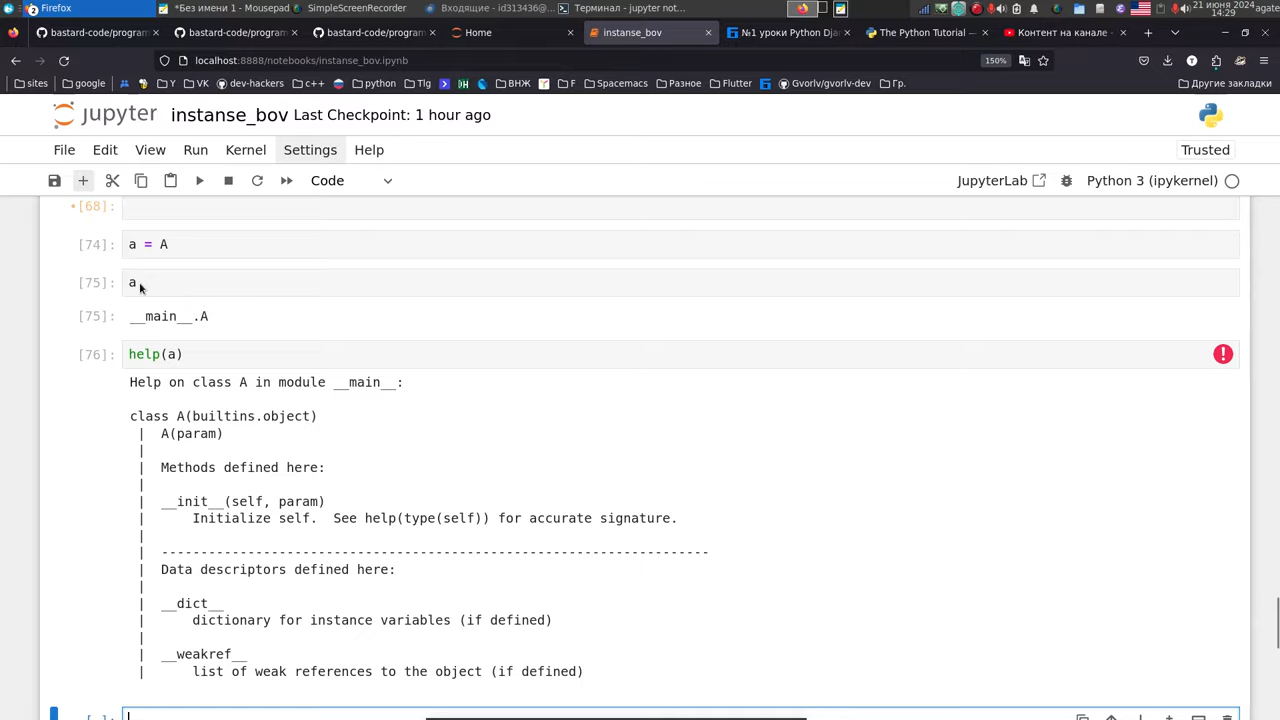 Firefox
2
*Без имени 1 - Mousepad
SimpleScreenRecorder
Входящие - id313436@...
Терминал - jupyter not...
21 июня 2024
14:29
agate
bastard-code/program
bastard-code/program
bastard-code/program
Home
instanse_bov
№1 уроки Python Dja
The Python Tutorial —
Контент на канале -
localhost:8888/notebooks/instanse_bov.ipynb
150%
sites
google
Y
VK
dev-hackers
c++
python
Tlg
ВНЖ
F
Spacemacs
Разное
Flutter
Gvorlv/gvorlv-dev
Гр.
Другие закладки
jupyter
instanse_bov Last Checkpoint: 1 hour ago
File Edit View Run Kernel Settings Help
Trusted
Code
JupyterLab
Python 3 (ipykernel)
[68]:
[74]: a = A
[75]: a
[75]: __main__.A
[76]: help(a)
Help on class A in module __main__:
class A(builtins.object)
|  A(param)
|
|  Methods defined here:
|
|  __init__(self, param)
|      Initialize self.  See help(type(self)) for accurate signature.
|
|  ----------------------------------------------------------------------
|  Data descriptors defined here:
|
|  __dict__
|      dictionary for instance variables (if defined)
|
|  __weakref__
|      list of weak references to the object (if defined)
[ ]: